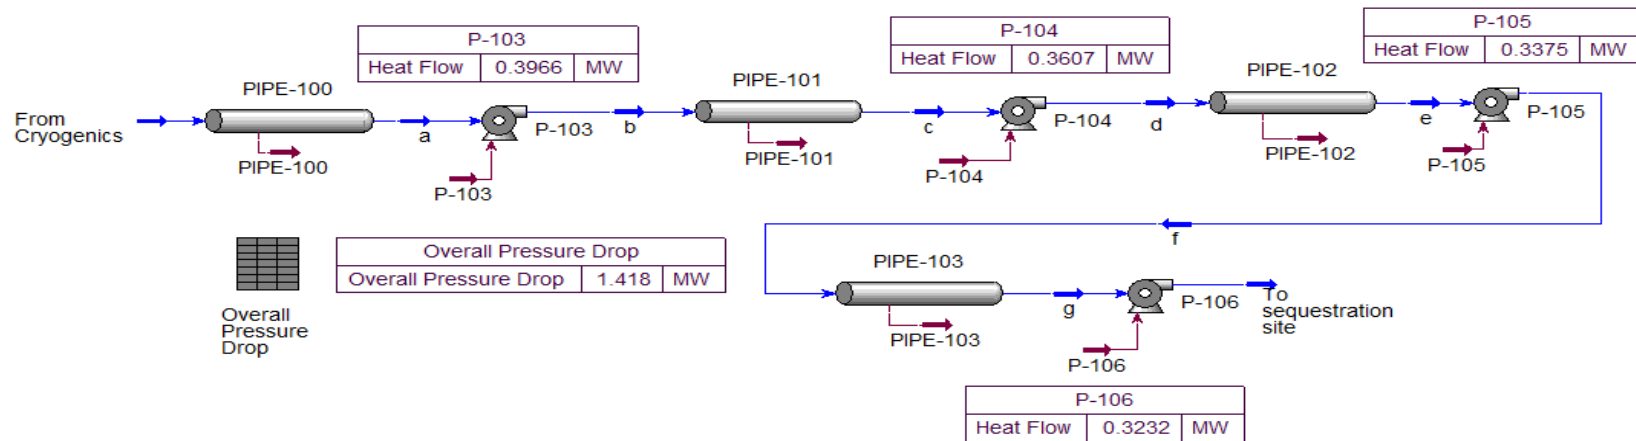 P-103
Heat Flow 0.3966 MW
P-104
Heat Flow 0.3607 MW
P-105
Heat Flow 0.3375 MW
PIPE-101
PIPE-102
PIPE-100
From
Cryogenics
a
P-103
b
c
P-104
d
e
P-105
PIPE-100
PIPE-101
PIPE-102
P-103
P-104
P-105
f
Overall Pressure Drop
Overall Pressure Drop 1.418 MW
PIPE-103
Overall
Pressure
Drop
g
P-106
To
sequestration
site
PIPE-103
P-106
P-106
Heat Flow 0.3232 MW